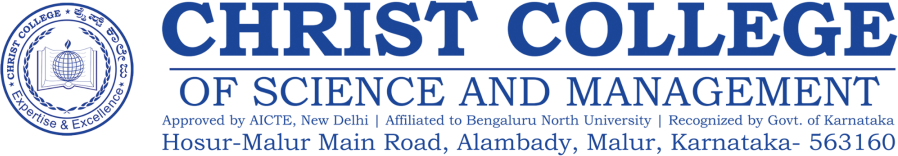 CHRIST COLLEGE * ಕ್ರೈಸ್ಟ್ ಕಾಲೇಜು
Expertise & Excellence
CHRIST COLLEGE
OF SCIENCE AND MANAGEMENT
Approved by AICTE, New Delhi | Affiliated to Bengaluru North University | Recognized by Govt. of Karnataka
Hosur-Malur Main Road, Alambady, Malur, Karnataka- 563160